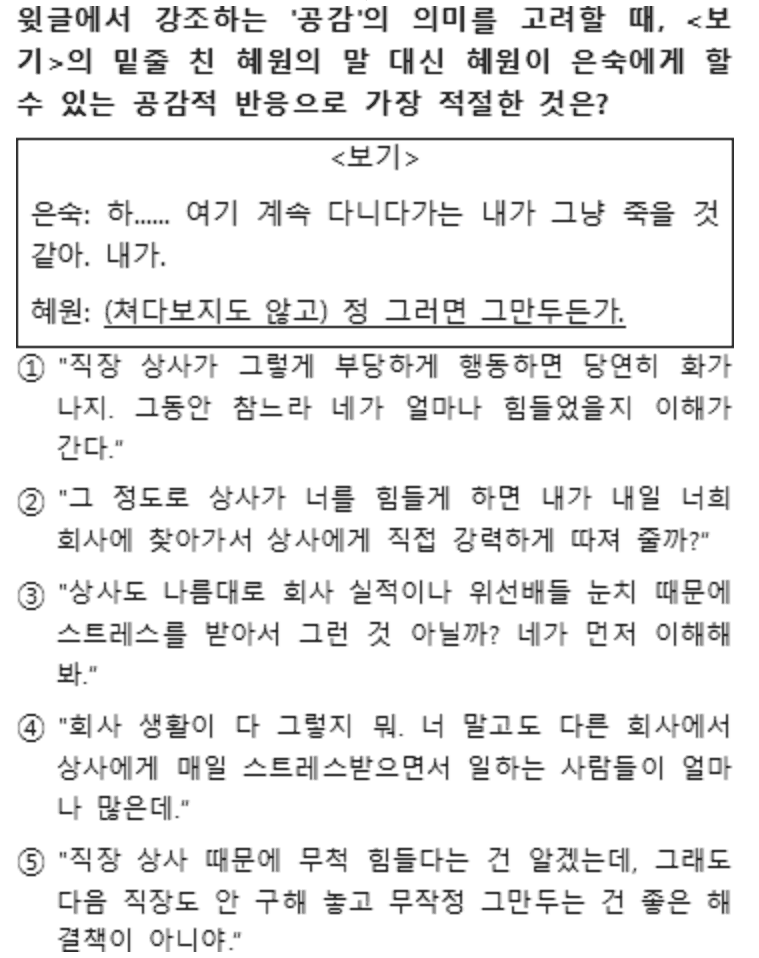 윗글에서 강조하는 '공감'의 의미를 고려할 때, <보
기>의 밑줄 친 혜원의 말 대신 혜원이 은숙에게 할
수 있는 공감적 반응으로 가장 적절한 것은?
<보기>
은숙: 하...... 여기 계속 다니다가는 내가 그냥 죽을 것
같아. 내가.
혜원: (쳐다보지도 않고) 정 그러면 그만두든가.
① "직장 상사가 그렇게 부당하게 행동하면 당연히 화가
나지. 그동안 참느라 네가 얼마나 힘들었을지 이해가
간다."
② "그 정도로 상사가 너를 힘들게 하면 내가 내일 너희
회사에 찾아가서 상사에게 직접 강력하게 따져 줄까?"
③ "상사도 나름대로 회사 실적이나 위선배들 눈치 때문에
스트레스를 받아서 그런 것 아닐까? 네가 먼저 이해해
봐."
④ "회사 생활이 다 그렇지 뭐. 너 말고도 다른 회사에서
상사에게 매일 스트레스받으면서 일하는 사람들이 얼마
나 많은데."
⑤ "직장 상사 때문에 무척 힘들다는 건 알겠는데, 그래도
다음 직장도 안 구해 놓고 무작정 그만두는 건 좋은 해
결책이 아니야."